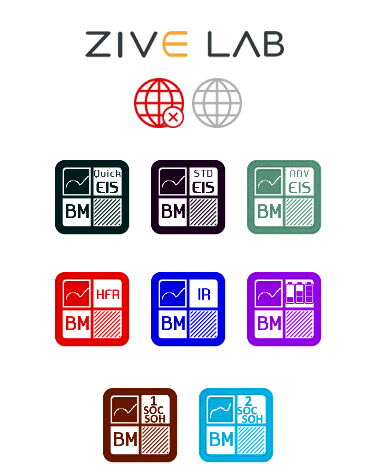 ZIVE LAB
Quick
EIS
BM
STD
EIS
BM
ADV
EIS
BM
HFR
BM
IR
BM
BM
1
SOC
SOH
BM
2
SOC
SOH
BM